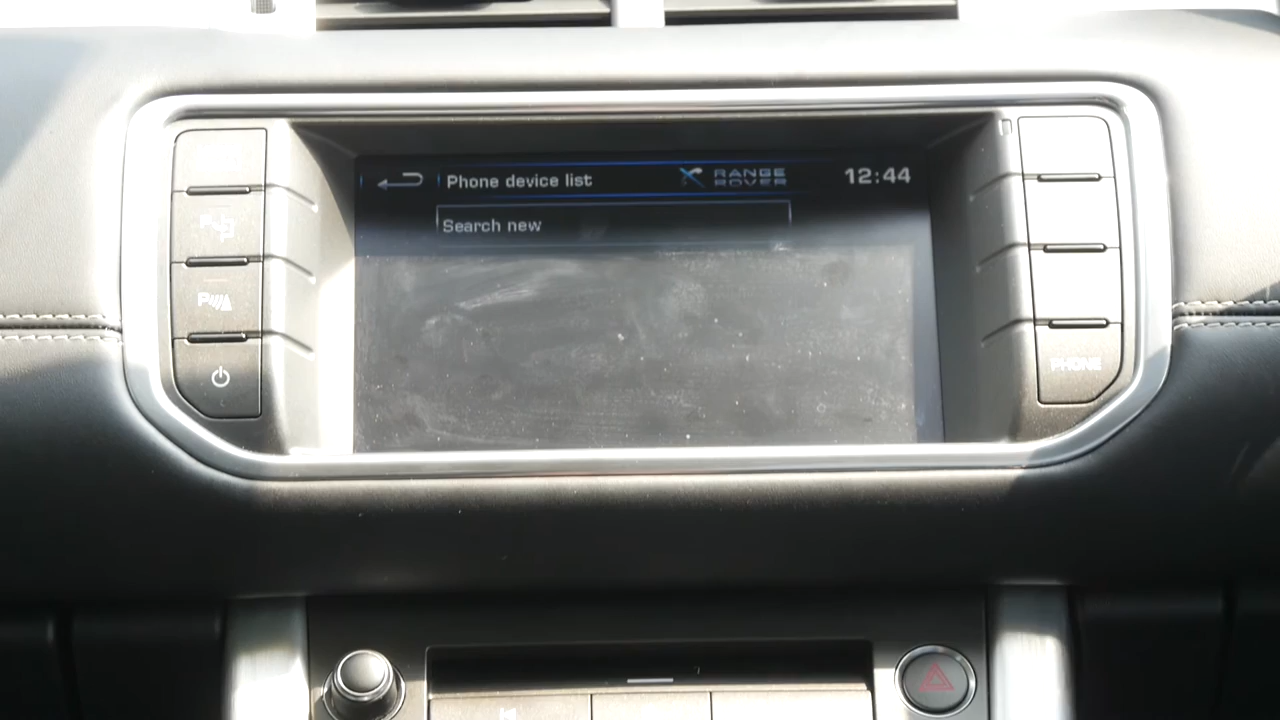 Phone device list
RANGE
ROVER
12:44
Search new
P
P
PHONE